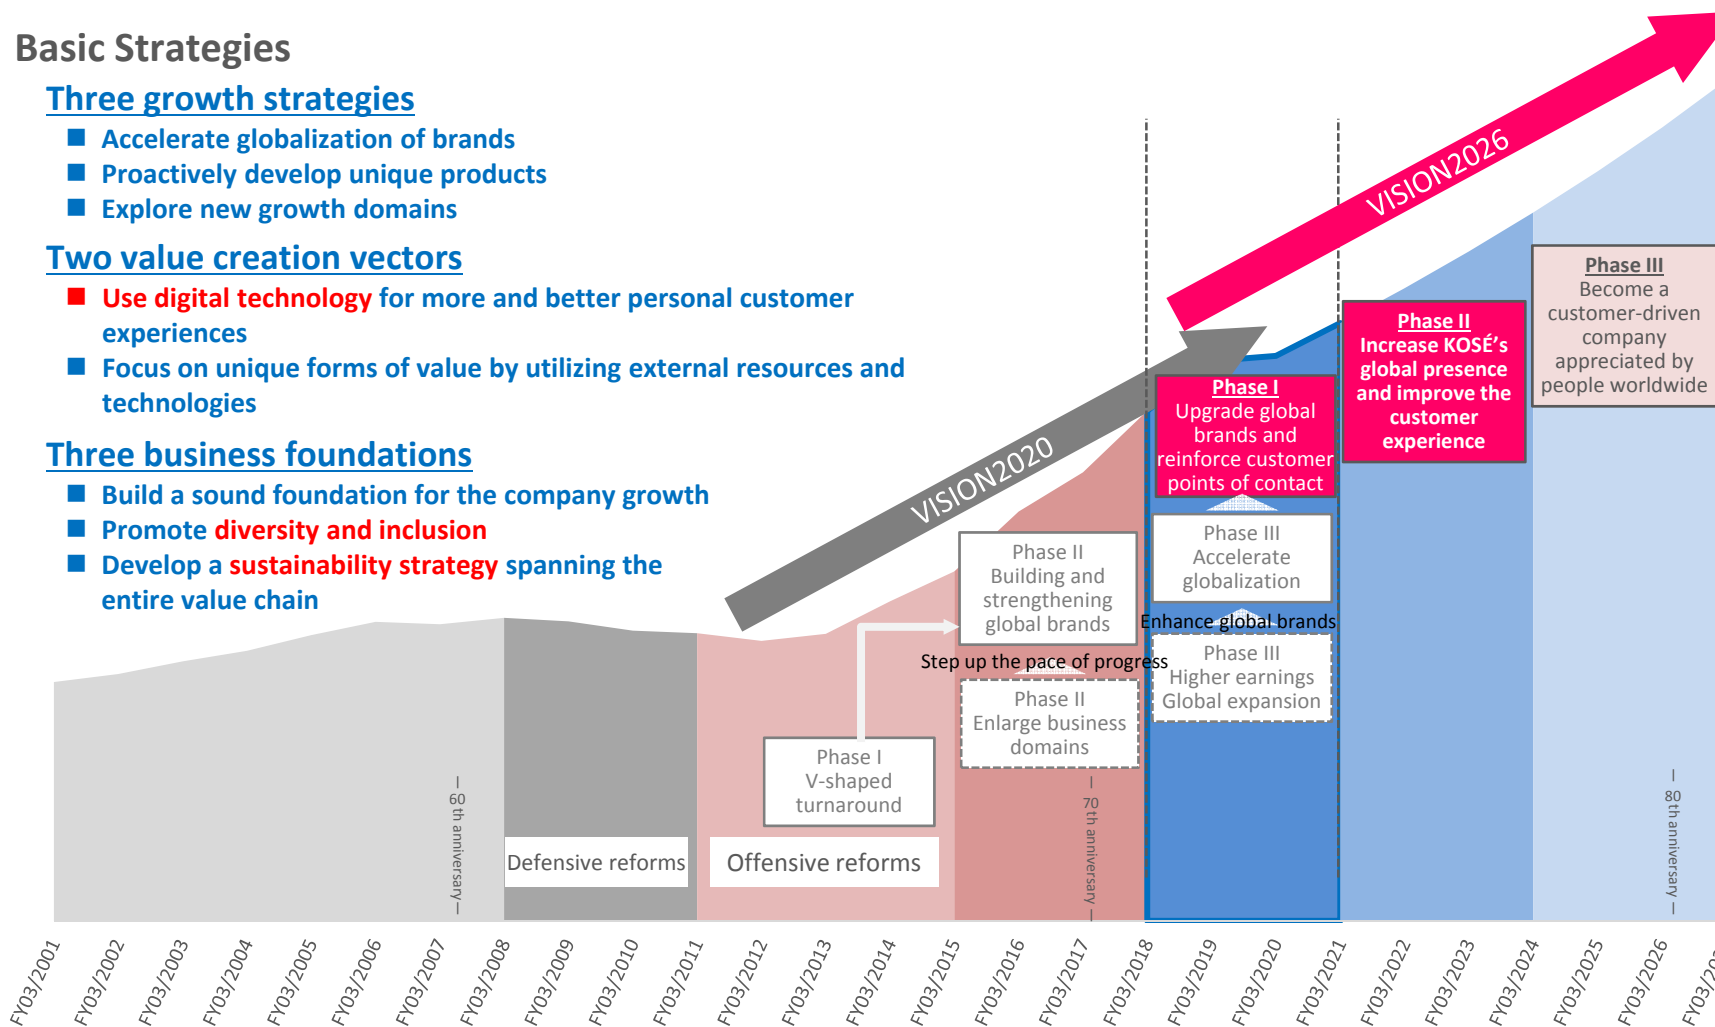 Basic Strategies
Three growth strategies
Accelerate globalization of brands
Proactively develop unique products
Explore new growth domains
Two value creation vectors
Use digital technology for more and better personal customer
experiences
Focus on unique forms of value by utilizing external resources and
technologies
Three business foundations
Build a sound foundation for the company growth
Promote diversity and inclusion
Develop a sustainability strategy spanning the
entire value chain
VISION2020
VISION2026
Phase I
V-shaped
turnaround
Phase II
Building and
strengthening
global brands
Step up the pace of progress
Phase II
Enlarge business
domains
Phase I
Upgrade global
brands and
reinforce customer
points of contact
Phase III
Accelerate
globalization
Enhance global brands
Phase III
Higher earnings
Global expansion
Phase II
Increase KOSÉ's
global presence
and improve the
customer
experience
Phase III
Become a
customer-driven
company
appreciated by
people worldwide
Defensive reforms
Offensive reforms
60 th anniversary
70 th anniversary
80 th anniversary
FY03/2001
FY03/2002
FY03/2003
FY03/2004
FY03/2005
FY03/2006
FY03/2007
FY03/2008
FY03/2009
FY03/2010
FY03/2011
FY03/2012
FY03/2013
FY03/2014
FY03/2015
FY03/2016
FY03/2017
FY03/2018
FY03/2019
FY03/2020
FY03/2021
FY03/2022
FY03/2023
FY03/2024
FY03/2025
FY03/2026